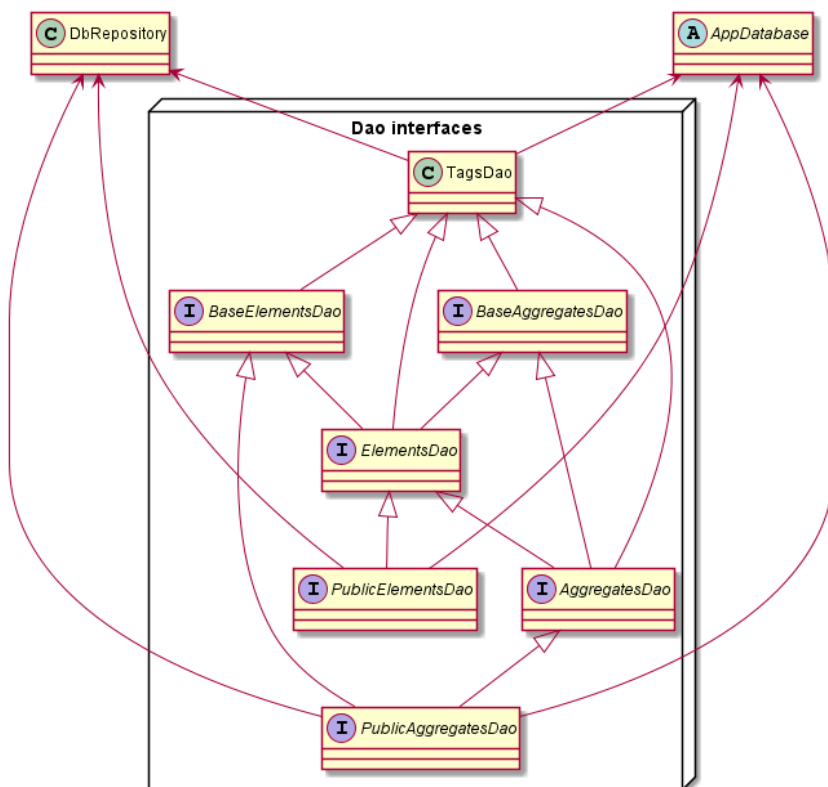 C DbRepository
A AppDatabase
Dao interfaces
C TagsDao
I BaseElementsDao
I BaseAggregatesDao
I ElementsDao
I PublicElementsDao
I AggregatesDao
I PublicAggregatesDao